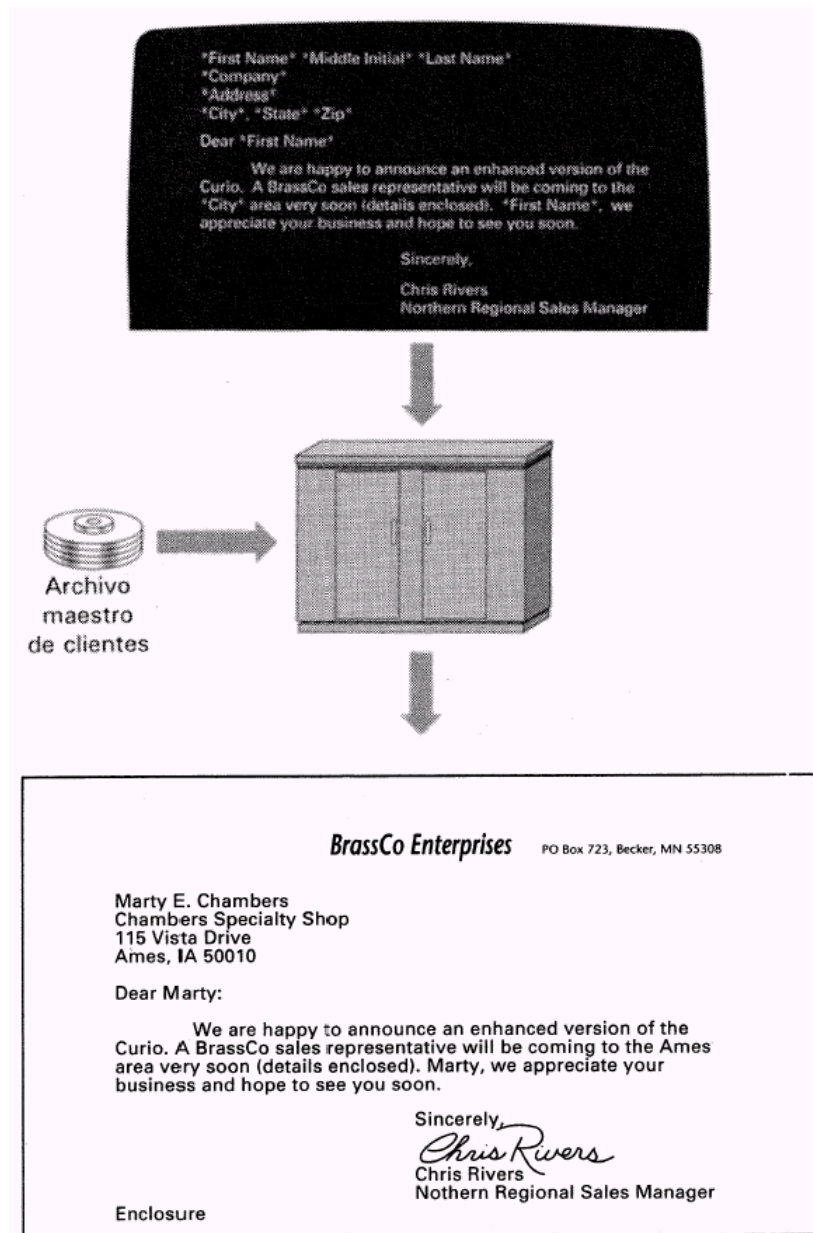 *First Name* *Middle Initial* *Last Name*
*Company*
*Address*
*City*, *State* *Zip*
Dear *First Name*
We are happy to announce an enhanced version of the
Curio. A BrassCo sales representative will be coming to the
*City* area very soon (details enclosed). *First Name*, we
appreciate your business and hope to see you soon.
Sincerely,
Chris Rivers
Northern Regional Sales Manager
Archivo
maestro
de clientes
BrassCo Enterprises PO Box 723, Becker, MN 55308
Marty E. Chambers
Chambers Specialty Shop
115 Vista Drive
Ames, IA 50010
Dear Marty:
We are happy to announce an enhanced version of the
Curio. A BrassCo sales representative will be coming to the Ames
area very soon (details enclosed). Marty, we appreciate your
business and hope to see you soon.
Sincerely,
Chris Rivers
Chris Rivers
Nothern Regional Sales Manager
Enclosure